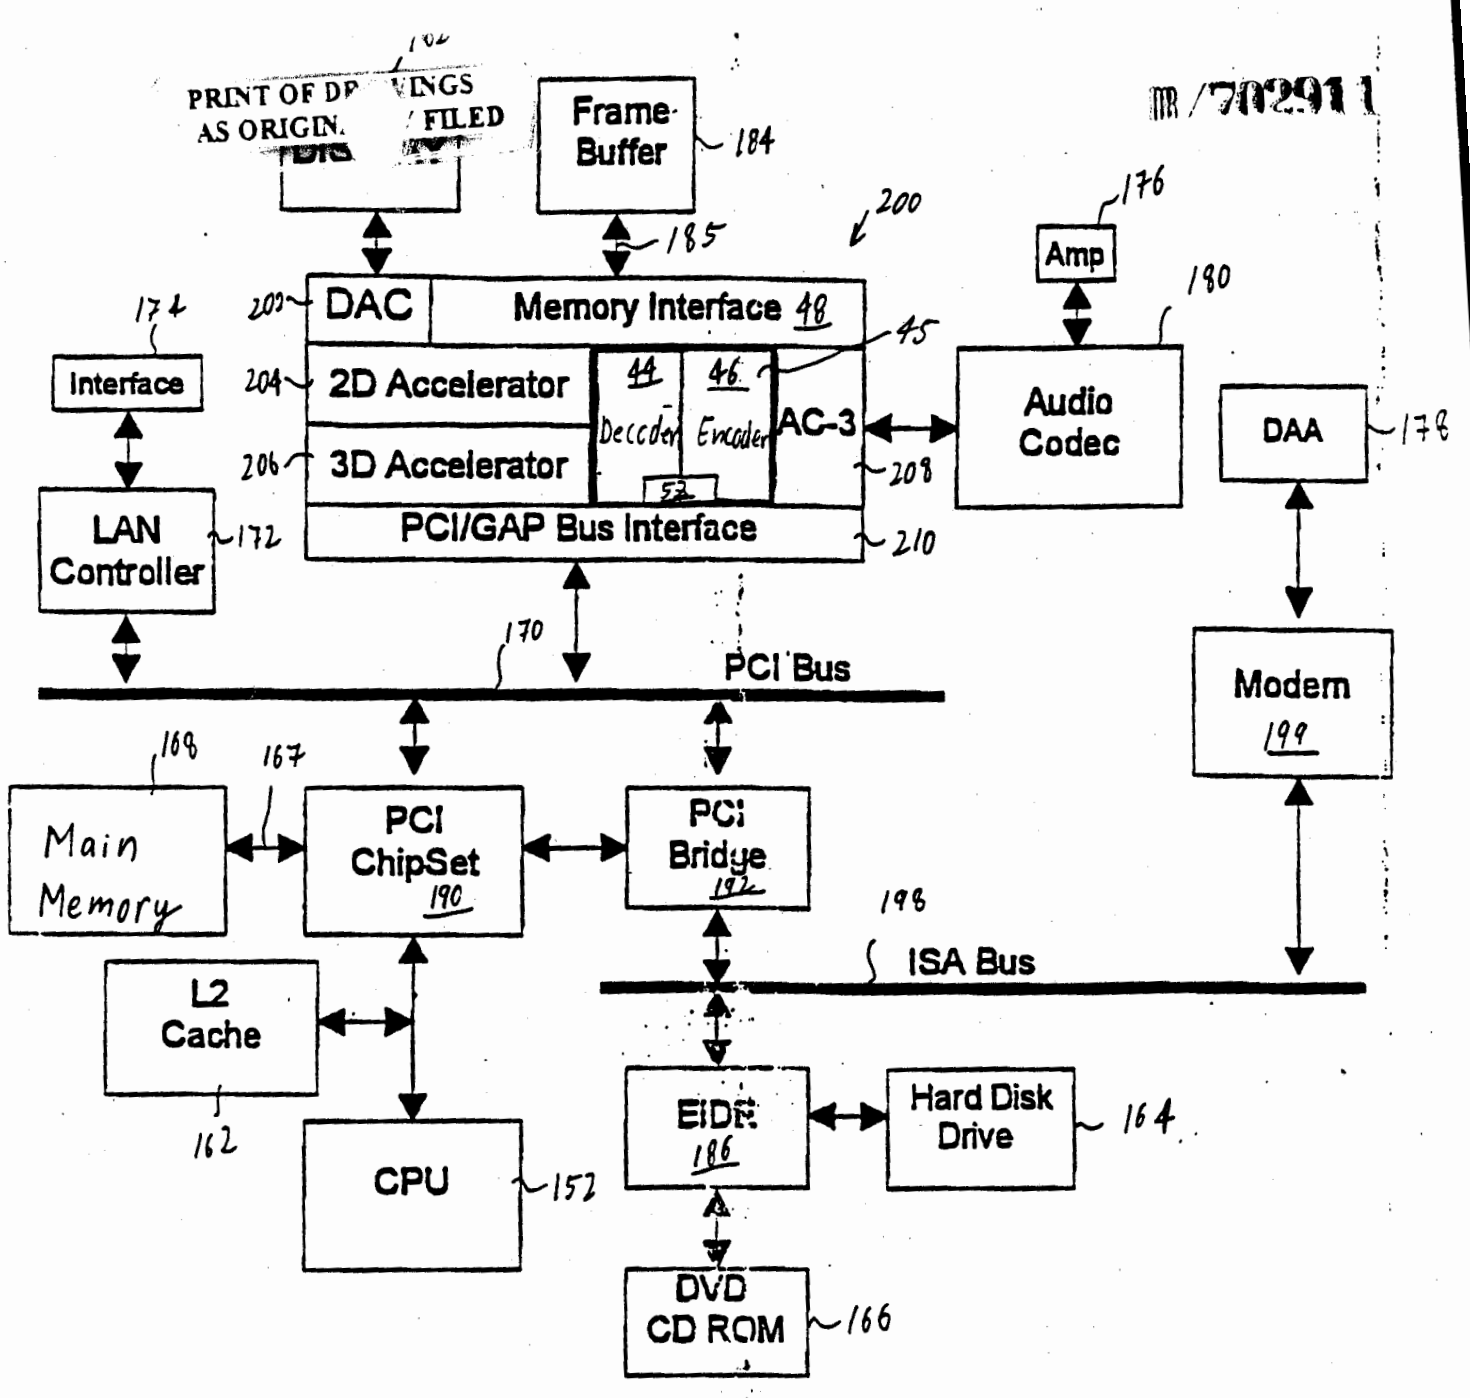 PRINT OF DRAWINGS
AS ORIGINALLY FILED
/702911
Frame
Buffer
184
185
200
176
Amp
180
174
Interface
202
DAC
Memory Interface 48
45
204
2D Accelerator
44
46
Decoder
Encoder
AC-3
Audio
Codec
DAA
178
206
3D Accelerator
52
208
LAN
Controller
172
PCI/GAP Bus Interface
210
170
PCI Bus
Modem
199
168
167
Main
Memory
PCI
ChipSet
190
PCI
Bridge
192
198
ISA Bus
L2
Cache
162
EIDE
186
Hard Disk
Drive
164
CPU
152
DVD
CD ROM
166